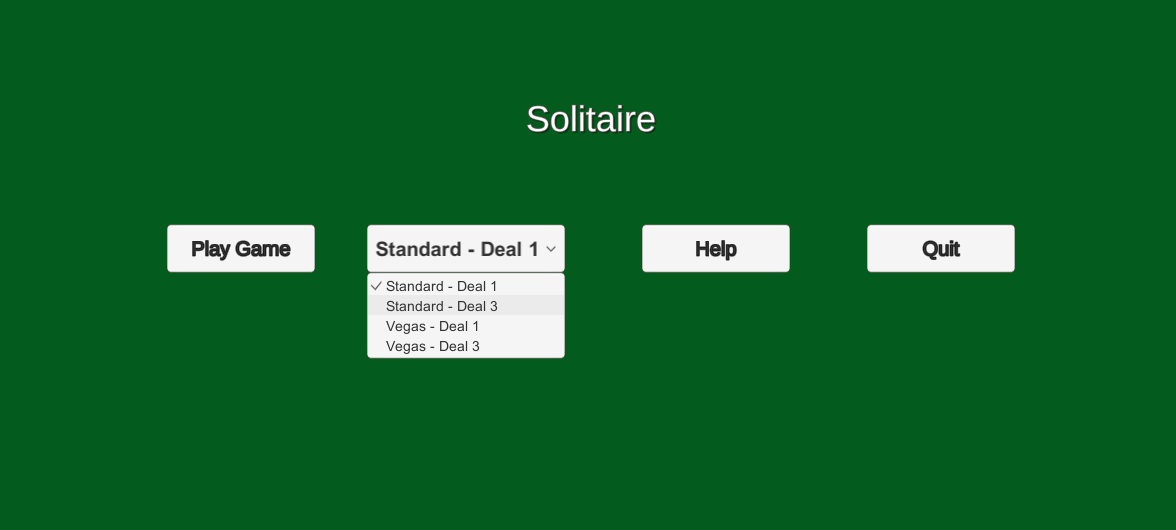 Solitaire
Play Game
Standard - Deal 1
Help
Quit
Standard - Deal 1
Standard - Deal 3
Vegas - Deal 1
Vegas - Deal 3